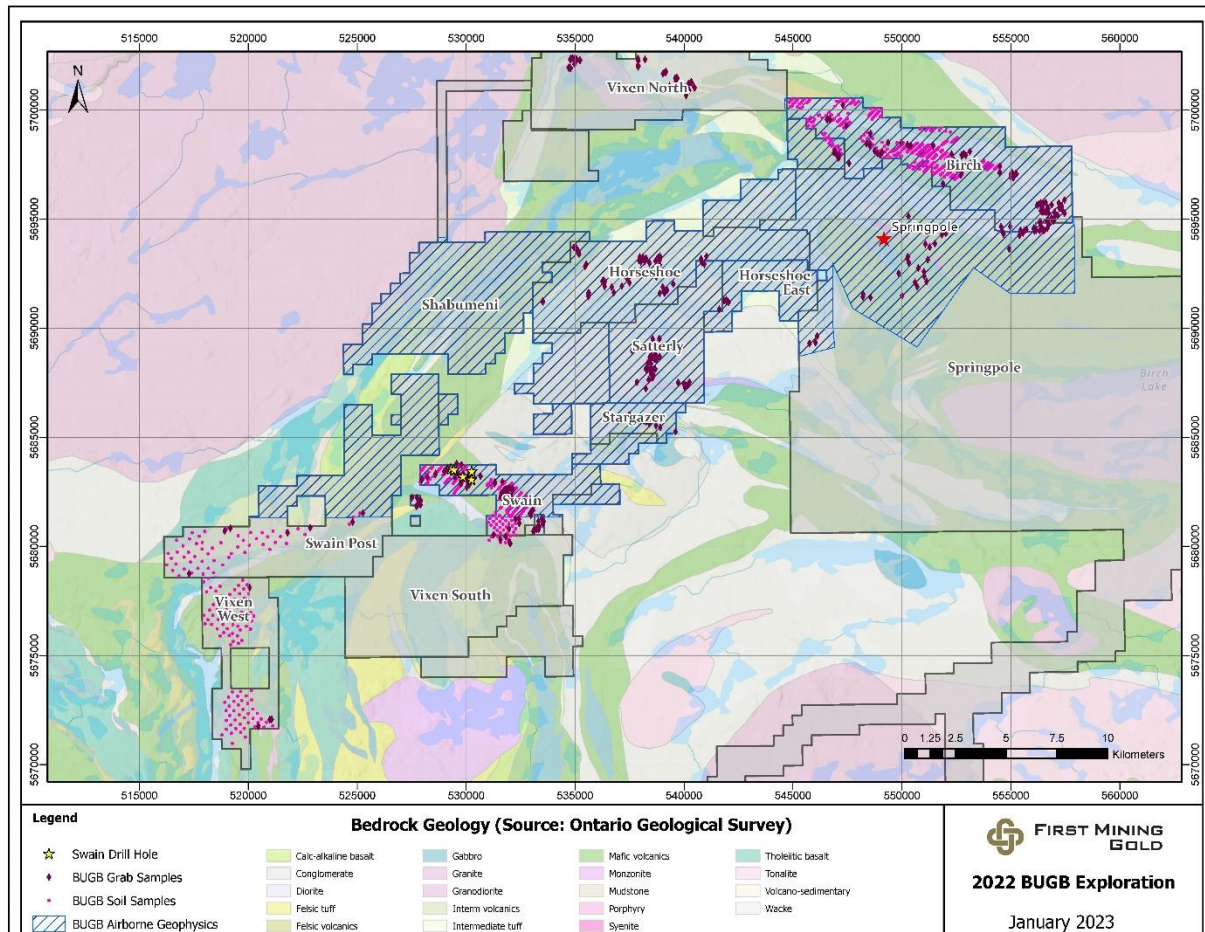 515000 520000 525000 530000 535000 540000 545000 550000 555000 560000
N
5700000
5700000
Vixen North
Birch
5695000
5695000
Springpole
Horseshoe
Horseshoe
East
Shabumeni
5690000
5690000
Satterly
Springpole
Birch
Lake
Stargazer
5685000
5685000
Swain
Swain Post
5680000
5680000
Vixen
West
Vixen South
5675000
5675000
0 1.25 2.5 5 7.5 10
Kilometers
5670000
5670000
515000 520000 525000 530000 535000 540000 545000 550000 555000 560000
Legend
Swain Drill Hole
BUGB Grab Samples
BUGB Soil Samples
BUGB Airborne Geophysics
Bedrock Geology (Source: Ontario Geological Survey)
Calc-alkaline basalt
Conglomerate
Diorite
Felsic tuff
Felsic volcanics
Gabbro
Granite
Granodiorite
Interm volcanics
Intermediate tuff
Mafic volcanics
Monzonite
Mudstone
Porphyry
Syenite
Tholeiitic basalt
Tonalite
Volcano-sedimentary
Wacke
FIRST MINING
GOLD
2022 BUGB Exploration
January 2023